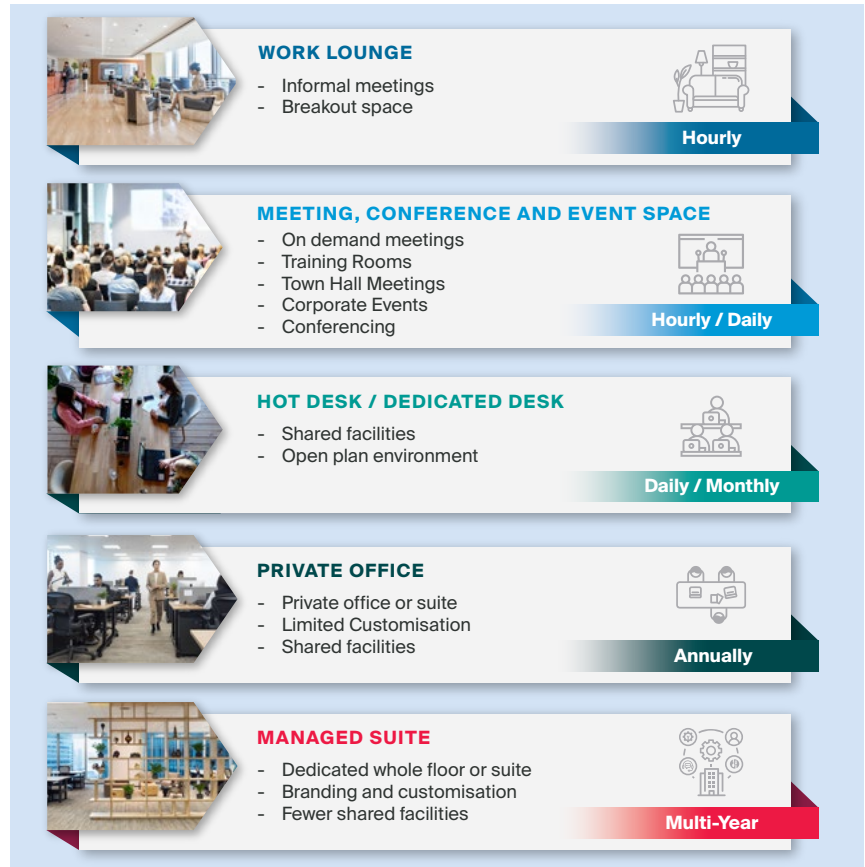 WORK LOUNGE
- Informal meetings
- Breakout space
Hourly
MEETING, CONFERENCE AND EVENT SPACE
- On demand meetings
- Training Rooms
- Town Hall Meetings
- Corporate Events
- Conferencing
Hourly / Daily
HOT DESK / DEDICATED DESK
- Shared facilities
- Open plan environment
Daily / Monthly
PRIVATE OFFICE
- Private office or suite
- Limited Customisation
- Shared facilities
Annually
MANAGED SUITE
- Dedicated whole floor or suite
- Branding and customisation
- Fewer shared facilities
Multi-Year